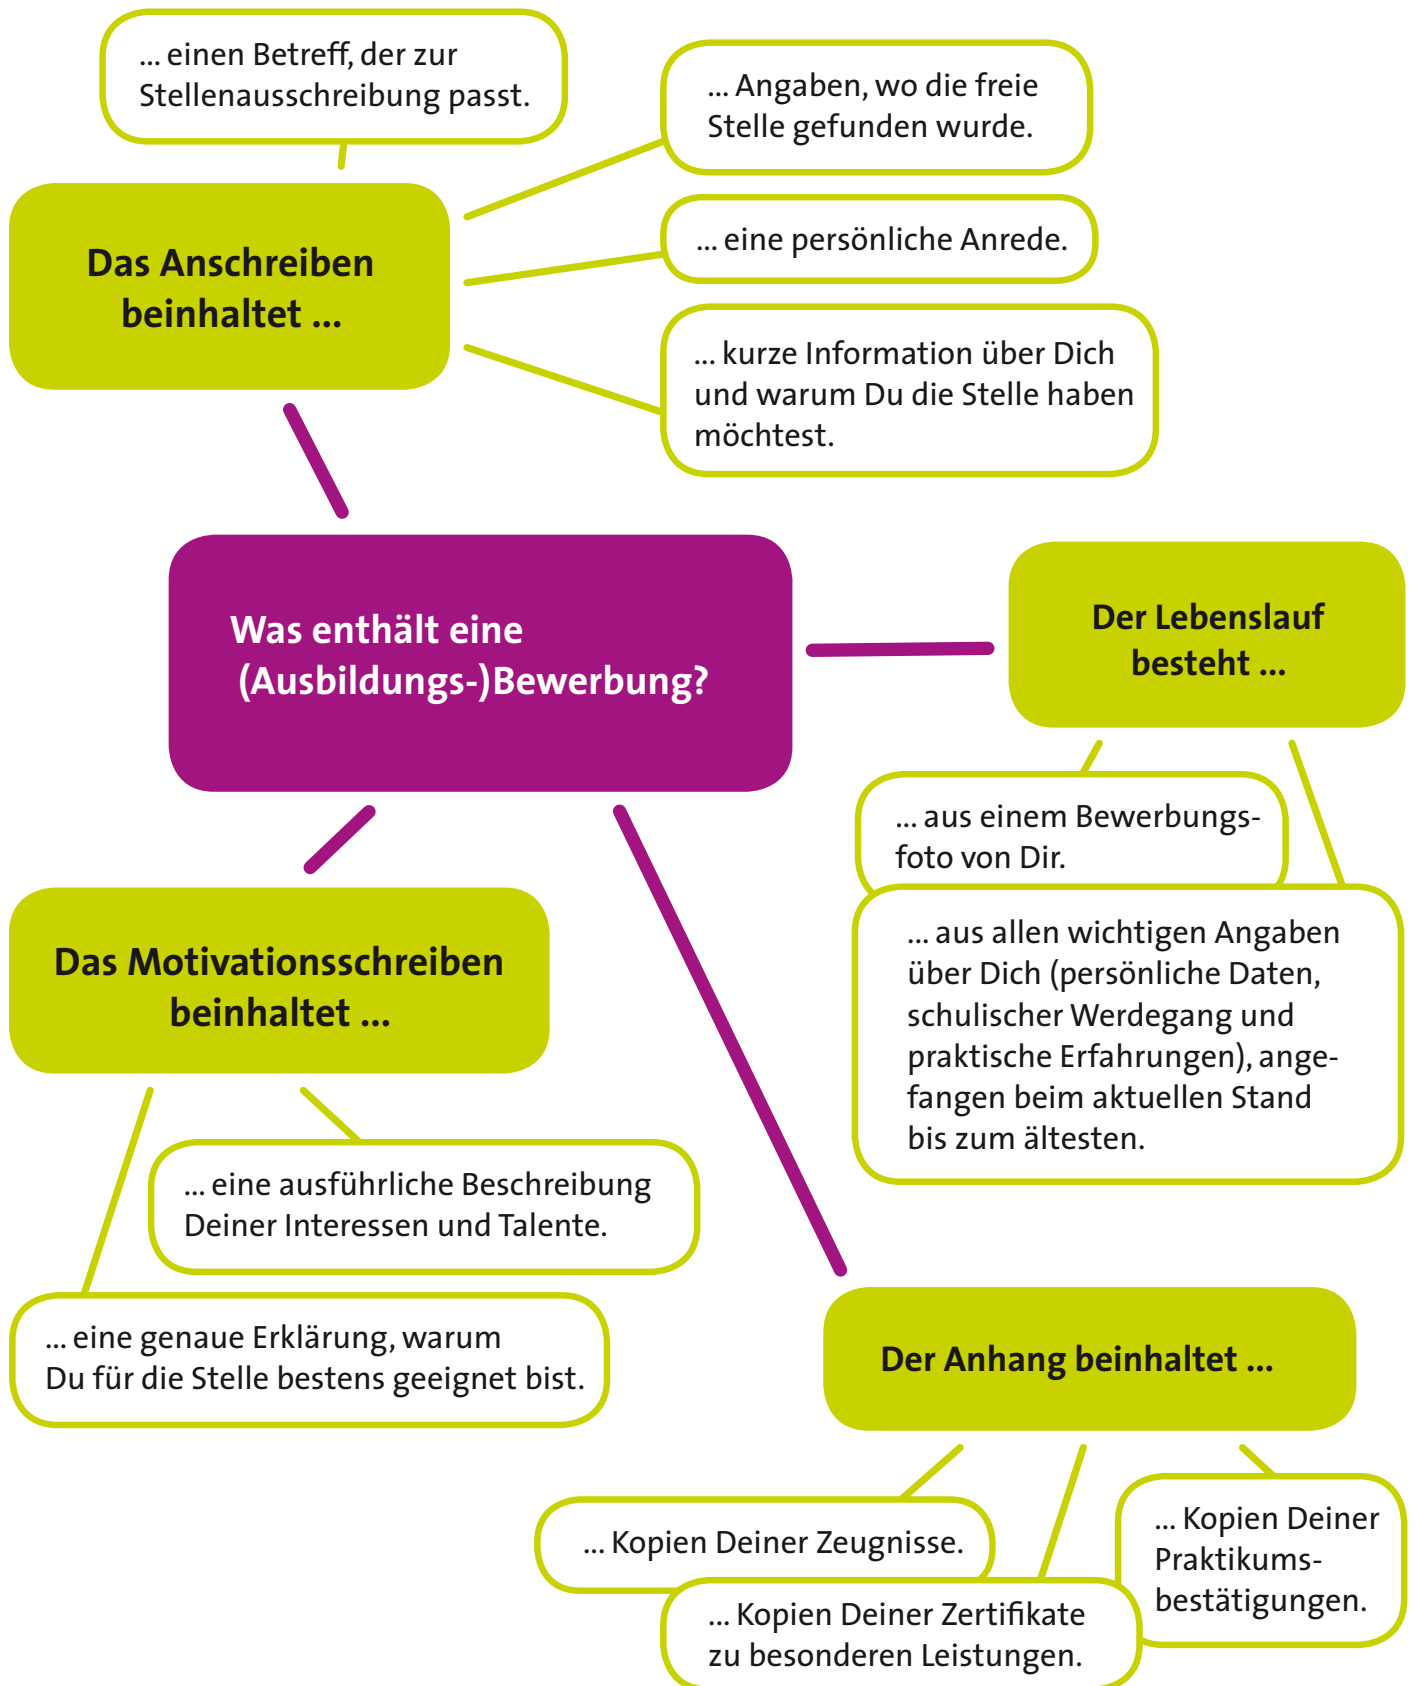 ... einen Betreff, der zur
Stellenausschreibung passt.
... Angaben, wo die freie
Stelle gefunden wurde.
... eine persönliche Anrede.
... kurze Information über Dich
und warum Du die Stelle haben
möchtest.
Das Anschreiben
beinhaltet ...
Was enthält eine
(Ausbildungs-)Bewerbung?
Der Lebenslauf
besteht ...
... aus einem Bewerbungs-
foto von Dir.
... aus allen wichtigen Angaben
über Dich (persönliche Daten,
schulischer Werdegang und
praktische Erfahrungen), ange-
fangen beim aktuellen Stand
bis zum ältesten.
Das Motivationsschreiben
beinhaltet ...
... eine ausführliche Beschreibung
Deiner Interessen und Talente.
... eine genaue Erklärung, warum
Du für die Stelle bestens geeignet bist.
Der Anhang beinhaltet ...
... Kopien Deiner Zeugnisse.
... Kopien Deiner Zertifikate
zu besonderen Leistungen.
... Kopien Deiner
Praktikums-
bestätigungen.